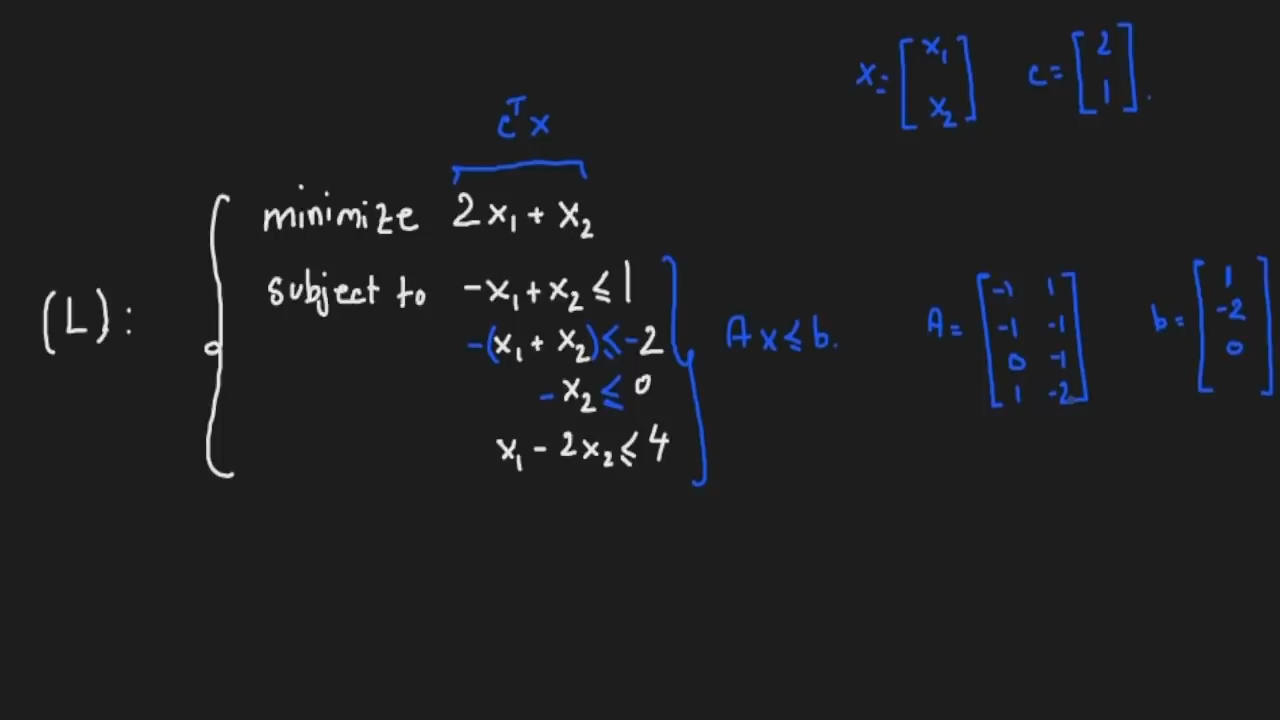 x = [x₁ x₂] c = [2 1].
cᵀx
(L): minimize 2x₁ + x₂
subject to -x₁ + x₂ ≤ 1
-(x₁ + x₂) ≤ -2
-x₂ ≤ 0
x₁ - 2x₂ ≤ 4
Ax ≤ b.
A = [-1 1
-1 -1
0 -1
1 -2]
b = [1
-2
0]